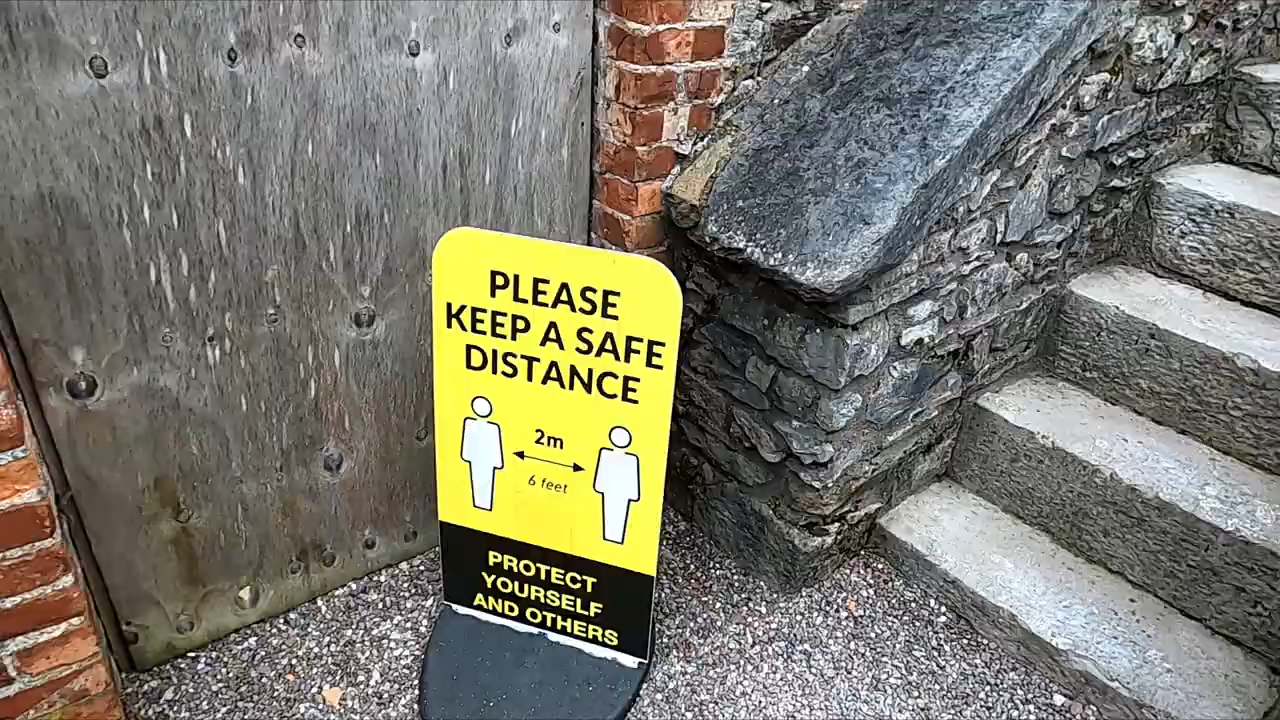 PLEASE
KEEP A SAFE
DISTANCE
2m
6 feet
PROTECT
YOURSELF
AND OTHERS